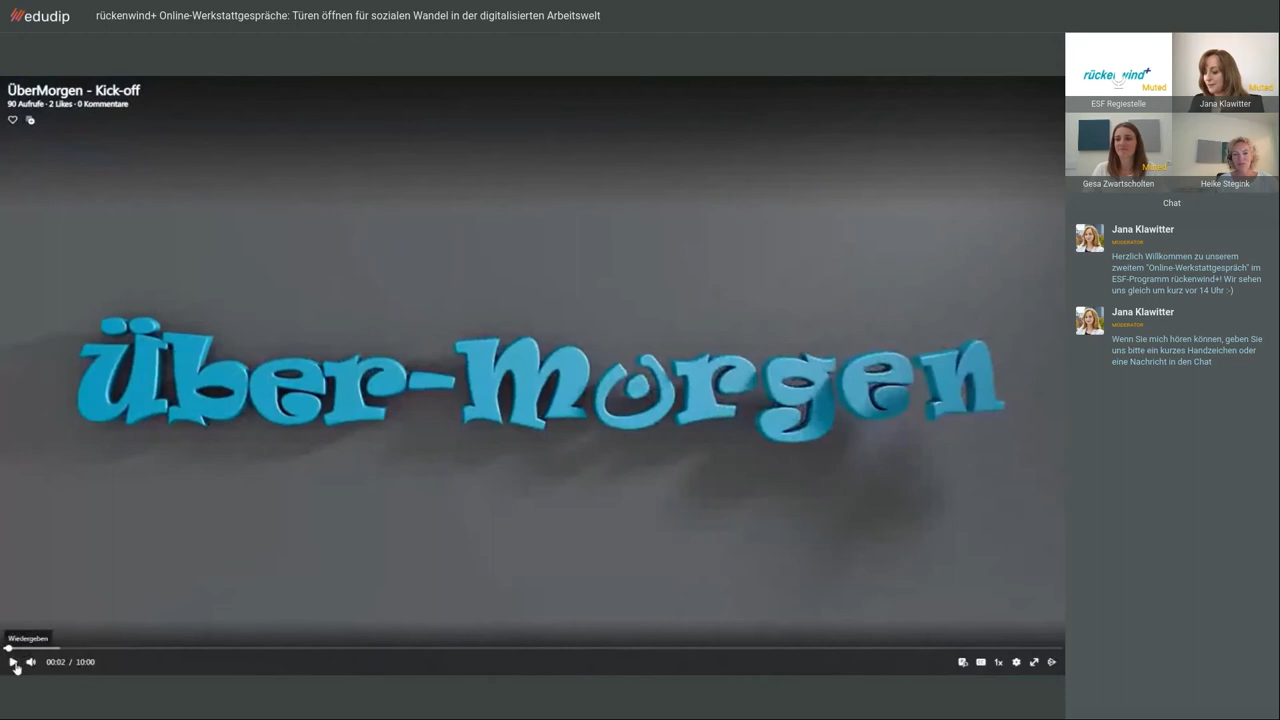 edudip
rückenwind+ Online-Werkstattgespräche: Türen öffnen für sozialen Wandel in der digitalisierten Arbeitswelt
ÜberMorgen - Kick-off
90 Aufrufe · 2 Likes · 0 Kommentare
Über-Morgen
Wiedergeben
00:02 / 10:00
1x
rückenwind+
Muted
Muted
ESF Regiestelle
Jana Klawitter
Muted
Gesa Zwartscholten
Heike Stegink
Chat
Jana Klawitter
MODERATOR
Herzlich Willkommen zu unserem
zweitem "Online-Werkstattgespräch" im
ESF-Programm rückenwind+! Wir sehen
uns gleich um kurz vor 14 Uhr :-)
Jana Klawitter
MODERATOR
Wenn Sie mich hören können, geben Sie
uns bitte ein kurzes Handzeichen oder
eine Nachricht in den Chat